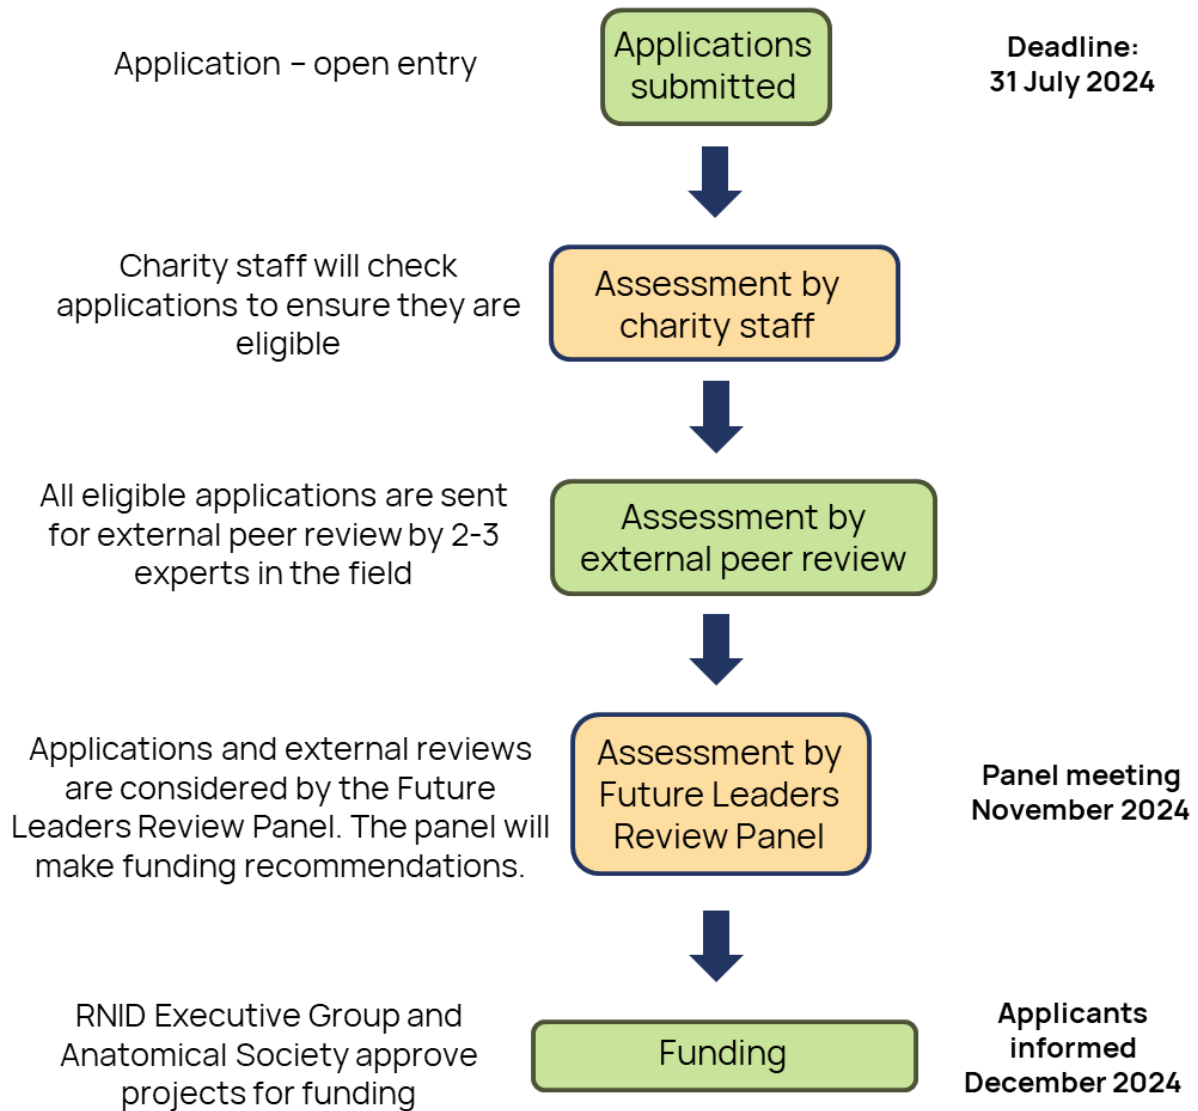 Application – open entry
Applications
submitted
Deadline:
31 July 2024
Charity staff will check
applications to ensure they are
eligible
Assessment by
charity staff
All eligible applications are sent
for external peer review by 2-3
experts in the field
Assessment by
external peer review
Applications and external reviews
are considered by the Future
Leaders Review Panel. The panel will
make funding recommendations.
Assessment by
Future Leaders
Review Panel
Panel meeting
November 2024
RNID Executive Group and
Anatomical Society approve
projects for funding
Funding
Applicants
informed
December 2024